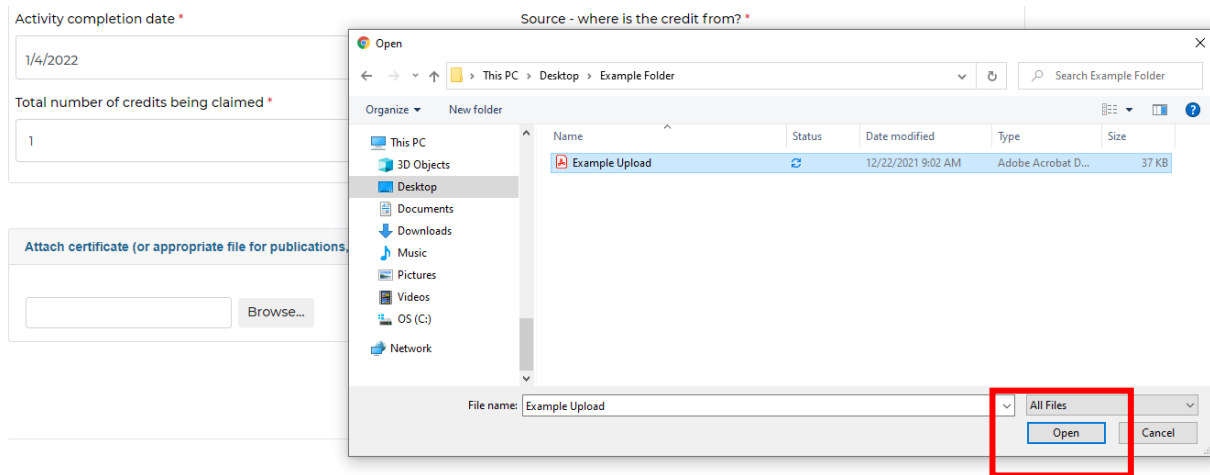 Activity completion date *
Source - where is the credit from? *
1/4/2022
Total number of credits being claimed *
1
Attach certificate (or appropriate file for publications,
Browse...
Open
This PC > Desktop > Example Folder
Search Example Folder
Organize
New folder
Name Status Date modified Type Size
Example Upload 12/22/2021 9:02 AM Adobe Acrobat D... 37 KB
This PC
3D Objects
Desktop
Documents
Downloads
Music
Pictures
Videos
OS (C:)
Network
File name: Example Upload
All Files
Open
Cancel